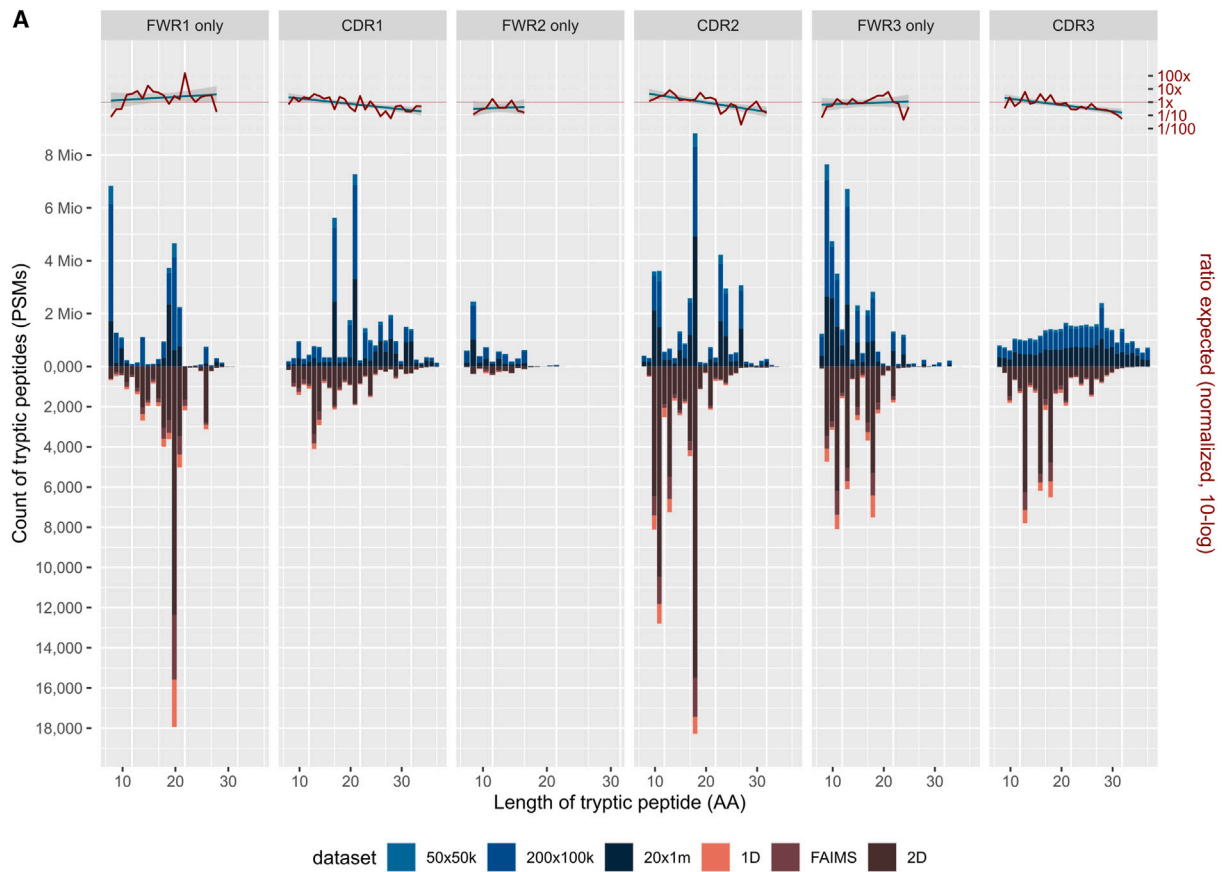 A
FWR1 only CDR1 FWR2 only CDR2 FWR3 only CDR3
100x
10x
1x
1/10
1/100
8 Mio
6 Mio
4 Mio
2 Mio
0,000
2,000
4,000
6,000
8,000
10,000
12,000
14,000
16,000
18,000
Count of tryptic peptides (PSMs)
ratio expected (normalized, 10-log)
10 20 30 10 20 30 10 20 30 10 20 30 10 20 30 10 20 30
Length of tryptic peptide (AA)
dataset 50x50k 200x100k 20x1m 1D FAIMS 2D